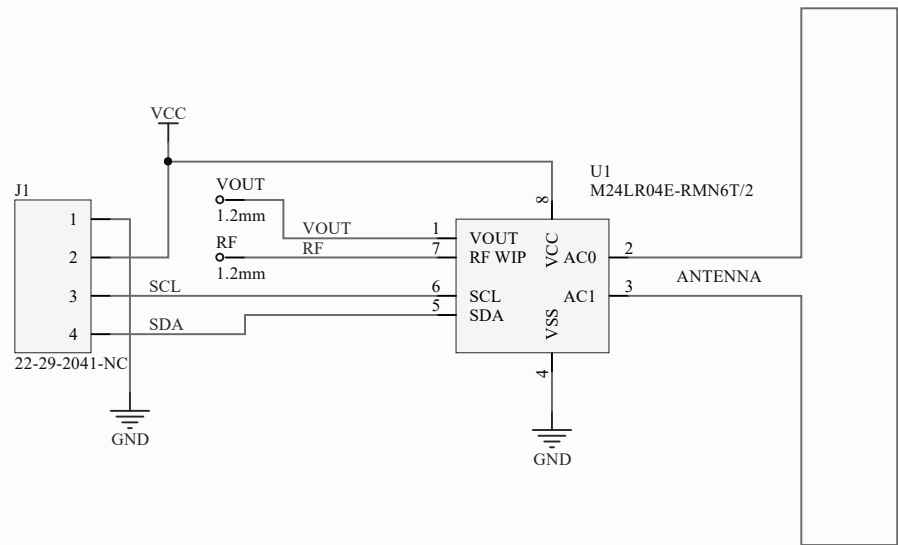 VCC
U1
M24LR04E-RMN6T/2
J1
VOUT
1.2mm
RF
1.2mm
VOUT
RF
1
2
3
4
SCL
SDA
22-29-2041-NC
GND
1
7
6
5
8
VOUT
RF WIP
SCL
SDA
VCC
VSS
AC0
AC1
2
3
4
ANTENNA
GND